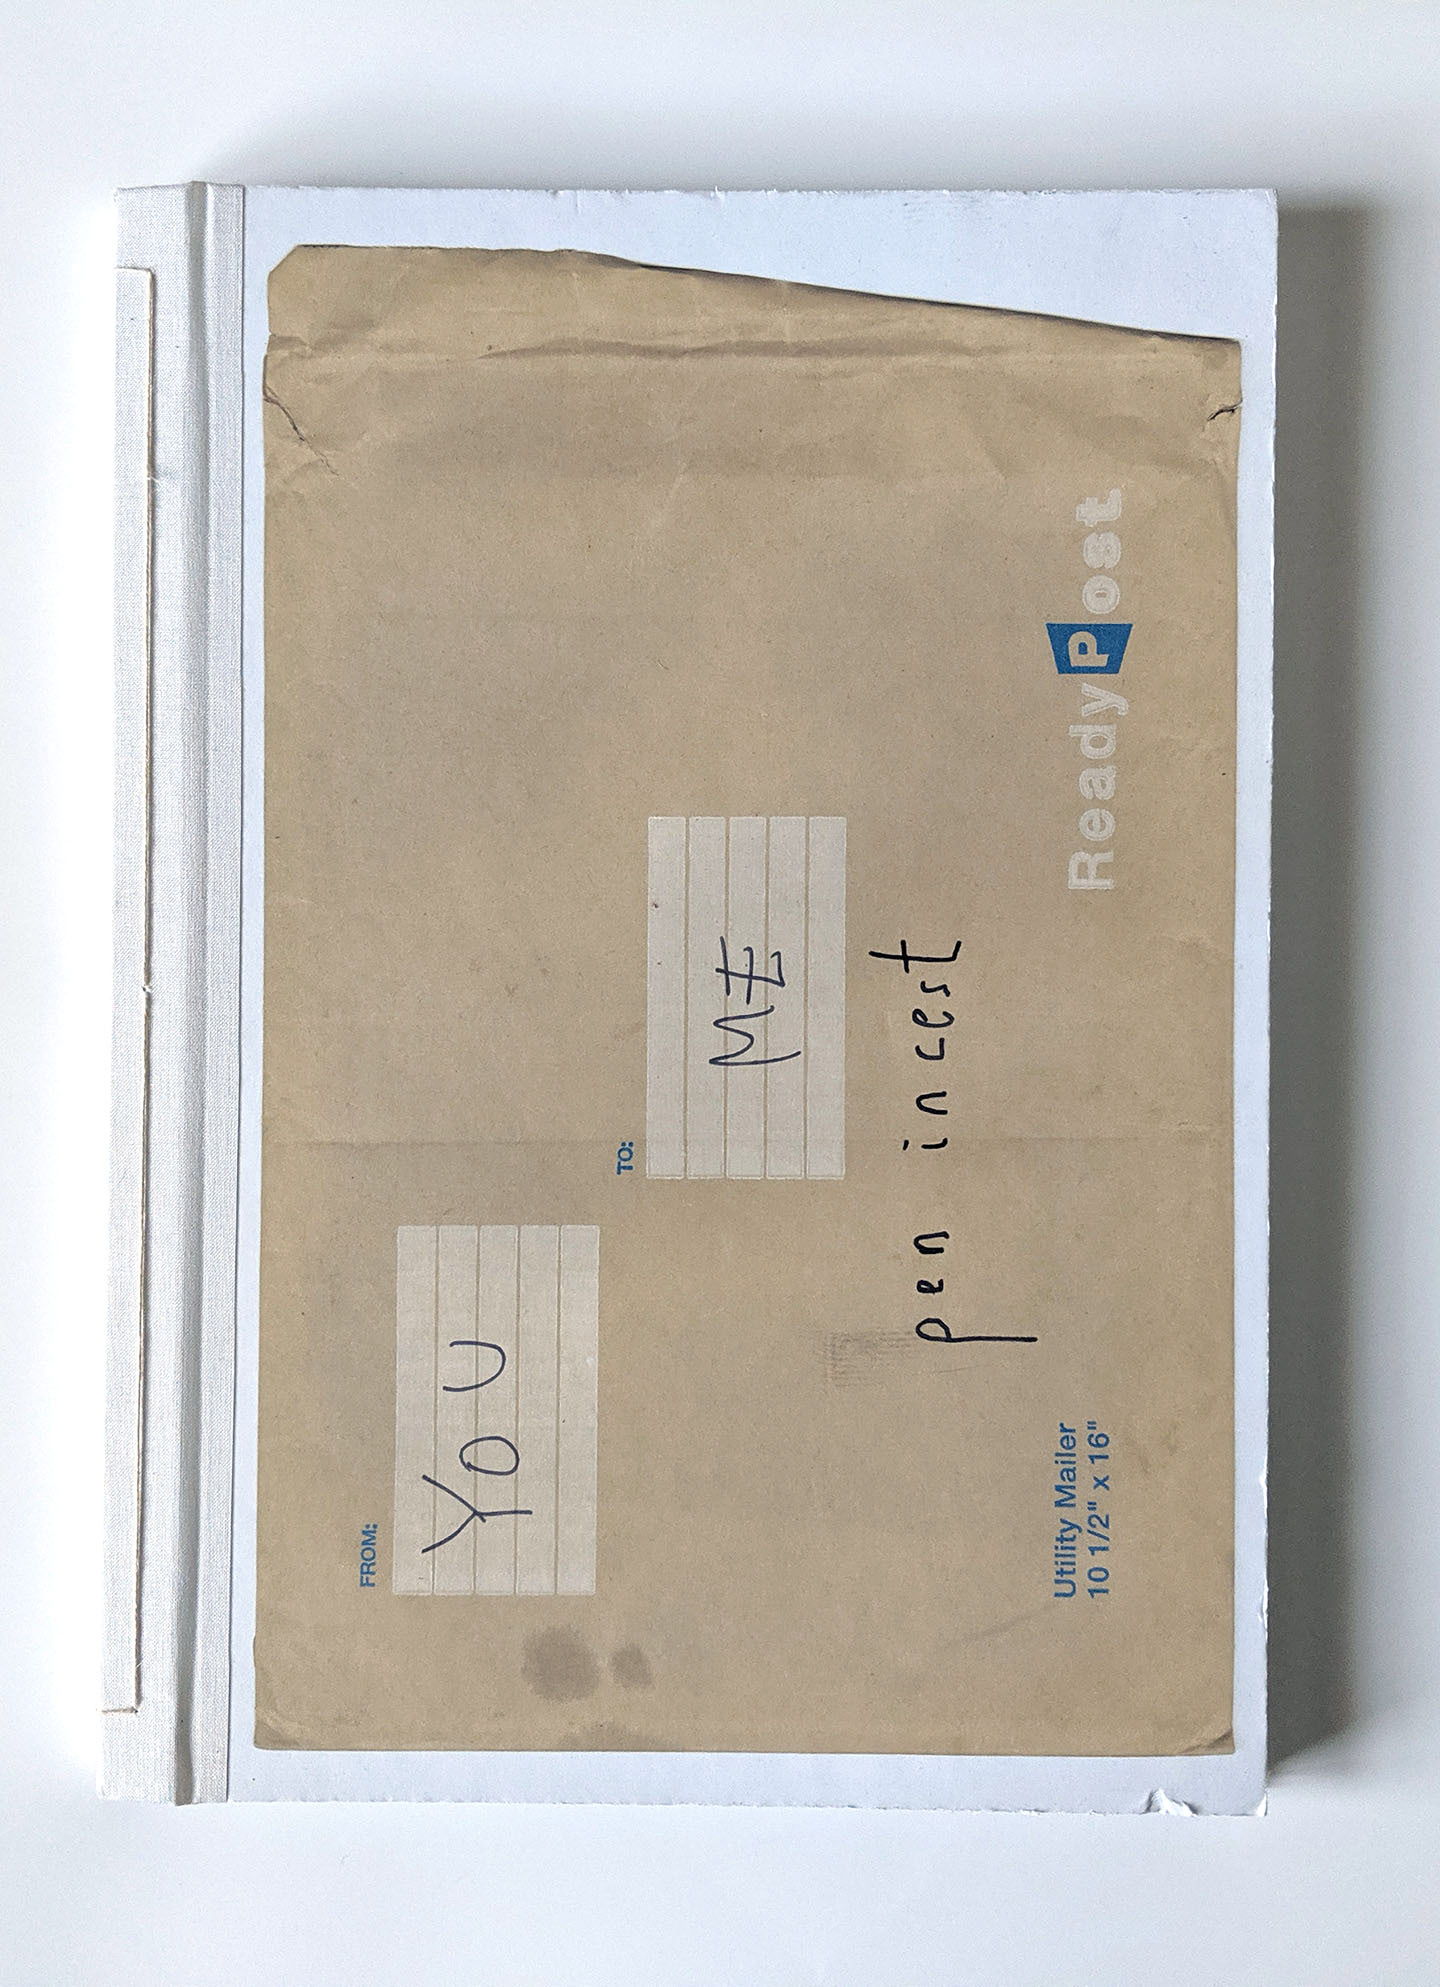 FROM:
YOU
TO:
ME
pen incest
Utility Mailer
10 1/2" x 16"
ReadyPost